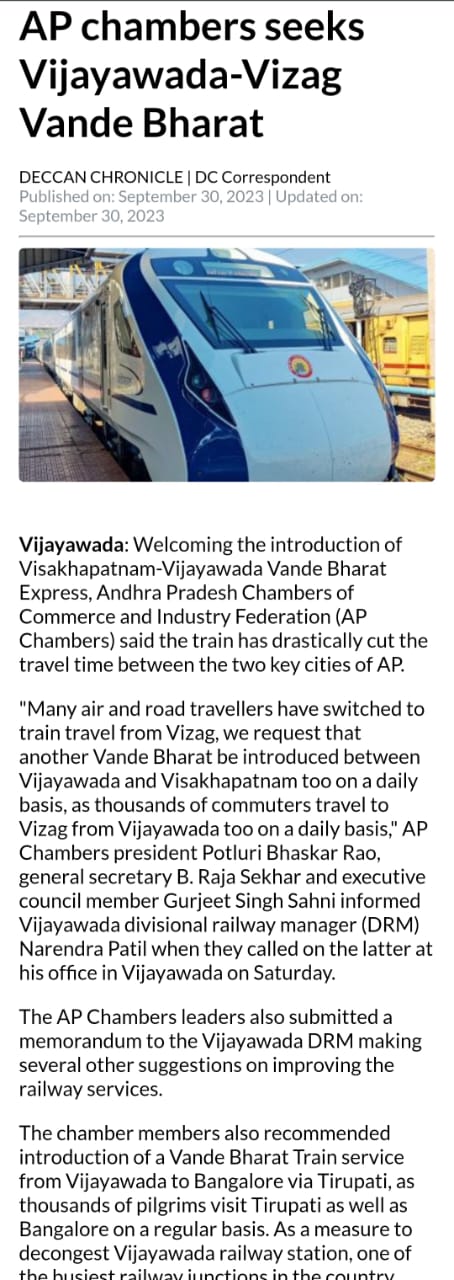 AP chambers seeks
Vijayawada-Vizag
Vande Bharat
DECCAN CHRONICLE | DC Correspondent
Published on: September 30, 2023 | Updated on:
September 30, 2023
Vijayawada: Welcoming the introduction of
Visakhapatnam-Vijayawada Vande Bharat
Express, Andhra Pradesh Chambers of
Commerce and Industry Federation (AP
Chambers) said the train has drastically cut the
travel time between the two key cities of AP.
"Many air and road travellers have switched to
train travel from Vizag, we request that
another Vande Bharat be introduced between
Vijayawada and Visakhapatnam too on a daily
basis, as thousands of commuters travel to
Vizag from Vijayawada too on a daily basis," AP
Chambers president Potluri Bhaskar Rao,
general secretary B. Raja Sekhar and executive
council member Gurjeet Singh Sahni informed
Vijayawada divisional railway manager (DRM)
Narendra Patil when they called on the latter at
his office in Vijayawada on Saturday.
The AP Chambers leaders also submitted a
memorandum to the Vijayawada DRM making
several other suggestions on improving the
railway services.
The chamber members also recommended
introduction of a Vande Bharat Train service
from Vijayawada to Bangalore via Tirupati, as
thousands of pilgrims visit Tirupati as well as
Bangalore on a regular basis. As a measure to
decongest Vijayawada railway station, one of
the busiest railway junctions in the country